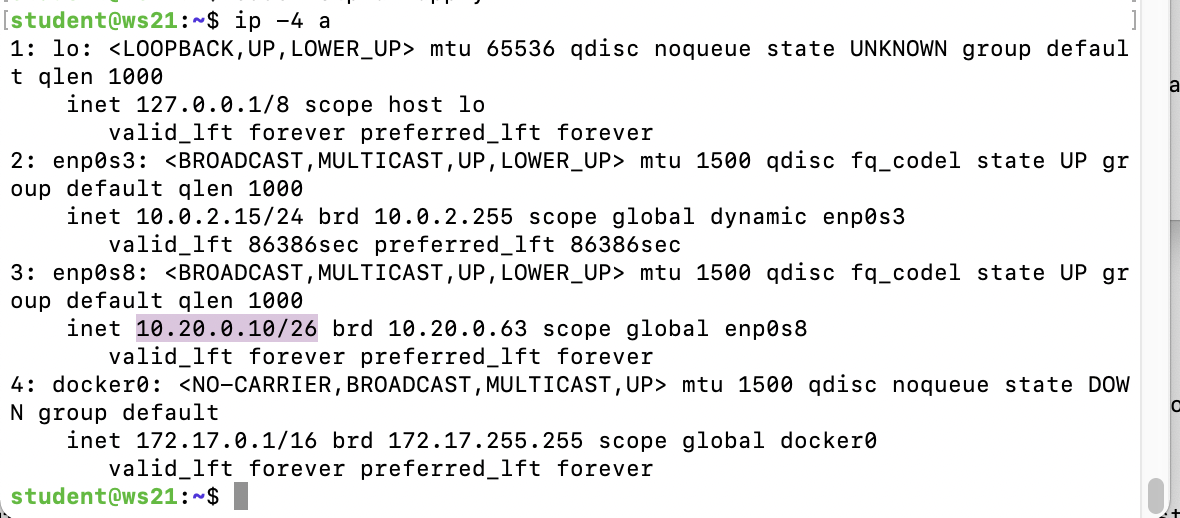 student@ws21:~$ ip -4 a
1: lo: <LOOPBACK,UP,LOWER_UP> mtu 65536 qdisc noqueue state UNKNOWN group defaul
t qlen 1000
    inet 127.0.0.1/8 scope host lo
       valid_lft forever preferred_lft forever
2: enp0s3: <BROADCAST,MULTICAST,UP,LOWER_UP> mtu 1500 qdisc fq_codel state UP gr
oup default qlen 1000
    inet 10.0.2.15/24 brd 10.0.2.255 scope global dynamic enp0s3
       valid_lft 86386sec preferred_lft 86386sec
3: enp0s8: <BROADCAST,MULTICAST,UP,LOWER_UP> mtu 1500 qdisc fq_codel state UP gr
oup default qlen 1000
    inet 10.20.0.10/26 brd 10.20.0.63 scope global enp0s8
       valid_lft forever preferred_lft forever
4: docker0: <NO-CARRIER,BROADCAST,MULTICAST,UP> mtu 1500 qdisc noqueue state DOW
N group default
    inet 172.17.0.1/16 brd 172.17.255.255 scope global docker0
       valid_lft forever preferred_lft forever
student@ws21:~$